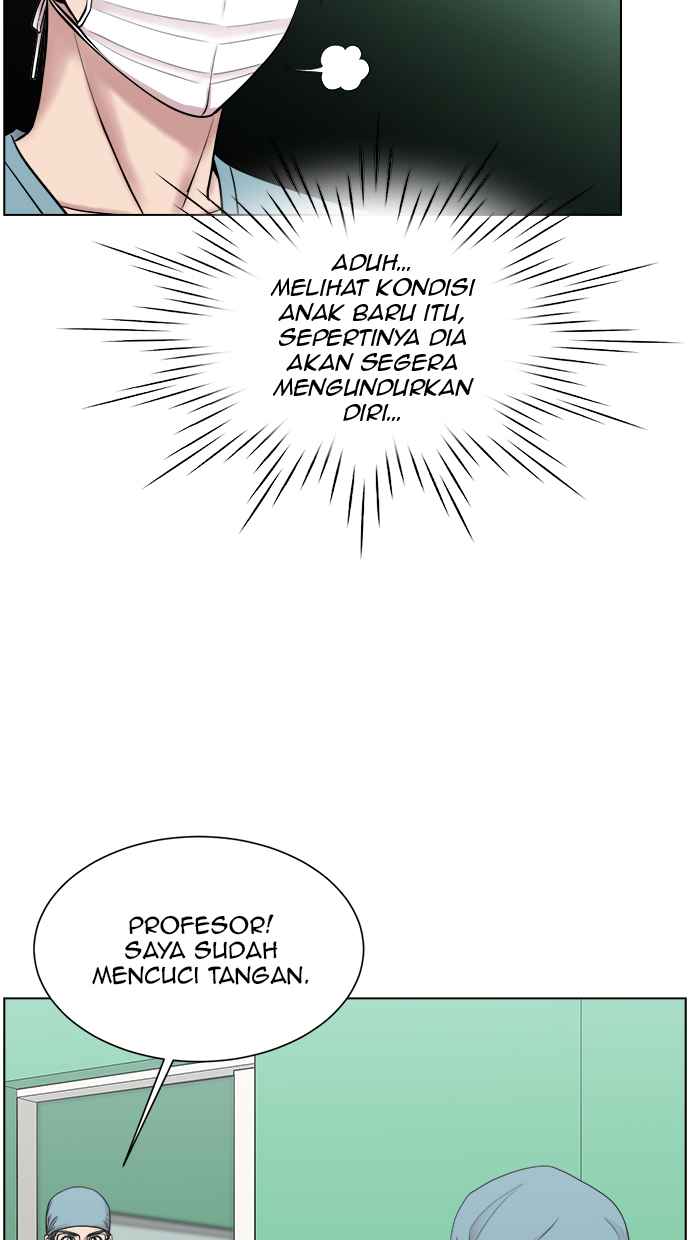 ADUH...
MELIHAT KONDISI
ANAK BARU ITU,
SEPERTINYA DIA
AKAN SEGERA
MENGUNDURKAN
DIRI...
PROFESOR!
SAYA SUDAH
MENCUCI TANGAN.